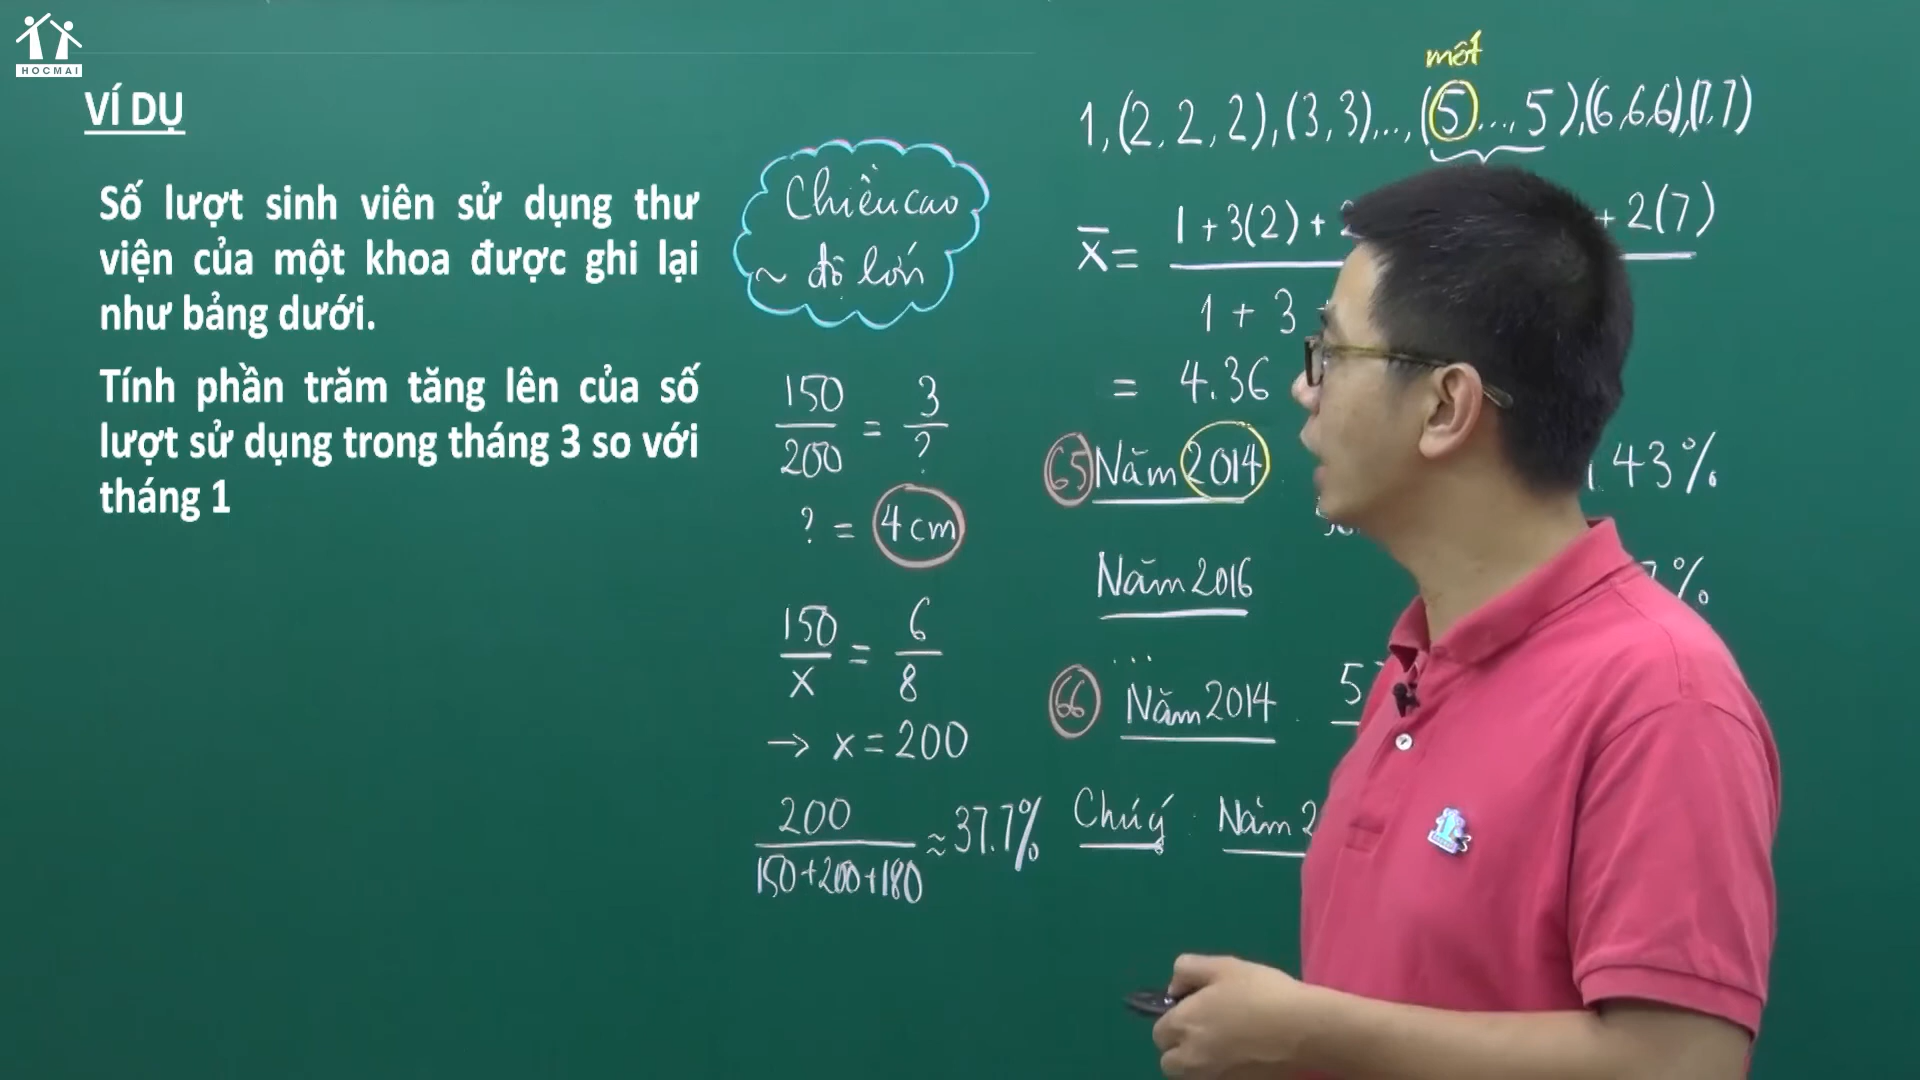 HOCMAI
VÍ DỤ
Số lượt sinh viên sử dụng thư
viện của một khoa được ghi lại
như bảng dưới.
Tính phần trăm tăng lên của số
lượt sử dụng trong tháng 3 so với
tháng 1
Chiều cao
~ độ lớn
150/200 = 3/?
? = 4cm
150/x = 6/8
→ x = 200
200/(150+200+180) ≈ 37.7%
mốt
1, (2, 2, 2), (3, 3), ..., (5 ..., 5), (6,6,6), (7,7)
x̄ = 1 + 3(2) + + 2(7)
1 + 3
= 4.36
65 Năm 2014 43%
Năm 2016 %
...
66 Năm 2014. 5
Chú ý: Năm 2